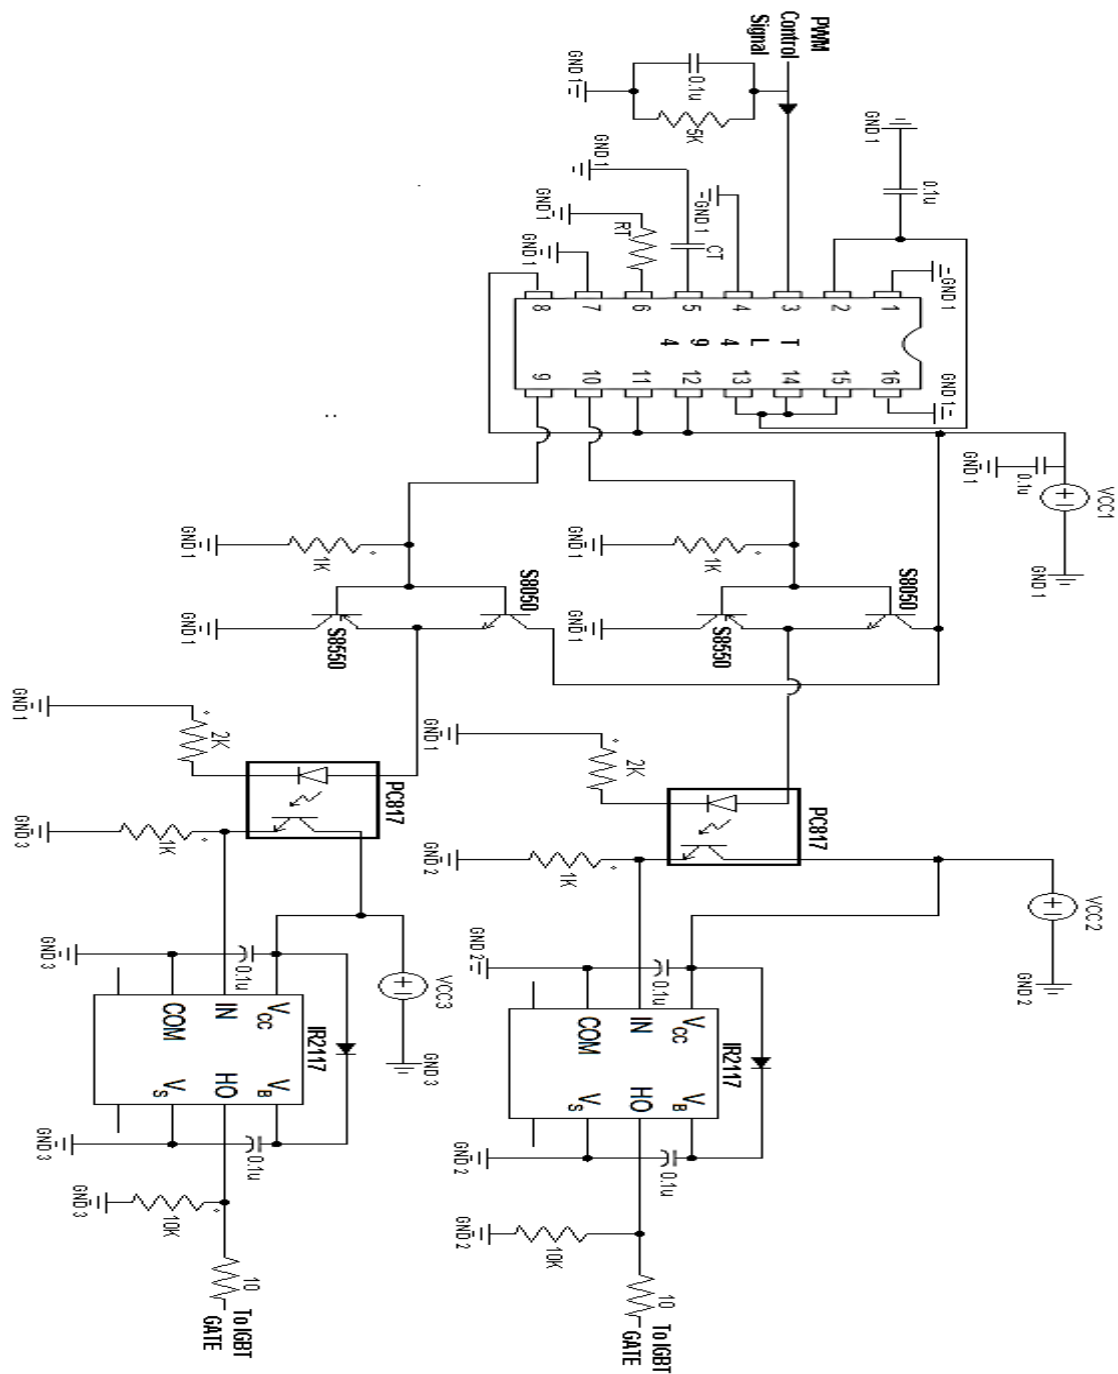 PWM
Control
Signal
GND 1
0.1u
5K
GND 1
0.1u
GND 1
CT
GND 1
RT
GND 1
GND 1
GND 1
8
7
6
5
4
3
2
1
T L 4 9 4
9
10
11
12
13
14
15
16
GND 1
0.1u
GND 1
VCC1
GND 1
1K
GND 1
S8050
S8550
GND 1
1K
GND 1
S8050
S8550
GND 1
2K
GND 1
PC817
VCC2
GND 2
1K
GND 2
2K
GND 1
PC817
1K
GND 3
VCC3
GND 3
GND 2
0.1u
VCC
IN
COM
IR2117
VB
HO
VS
0.1u
GND 2
10K
GND 2
10
To IGBT
GATE
GND 3
0.1u
VCC
IN
COM
IR2117
VB
HO
VS
0.1u
GND 3
10K
GND 3
10
To IGBT
GATE